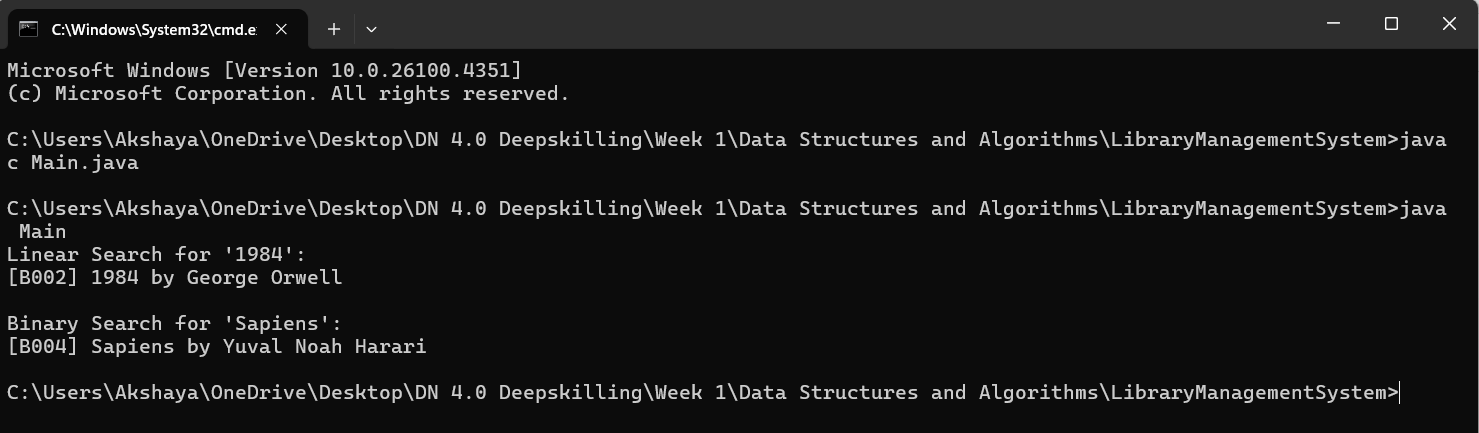 C:\Windows\System32\cmd.e
Microsoft Windows [Version 10.0.26100.4351]
(c) Microsoft Corporation. All rights reserved.
C:\Users\Akshaya\OneDrive\Desktop\DN 4.0 Deepskilling\Week 1\Data Structures and Algorithms\LibraryManagementSystem>java
c Main.java
C:\Users\Akshaya\OneDrive\Desktop\DN 4.0 Deepskilling\Week 1\Data Structures and Algorithms\LibraryManagementSystem>java
 Main
Linear Search for '1984':
[B002] 1984 by George Orwell
Binary Search for 'Sapiens':
[B004] Sapiens by Yuval Noah Harari
C:\Users\Akshaya\OneDrive\Desktop\DN 4.0 Deepskilling\Week 1\Data Structures and Algorithms\LibraryManagementSystem>